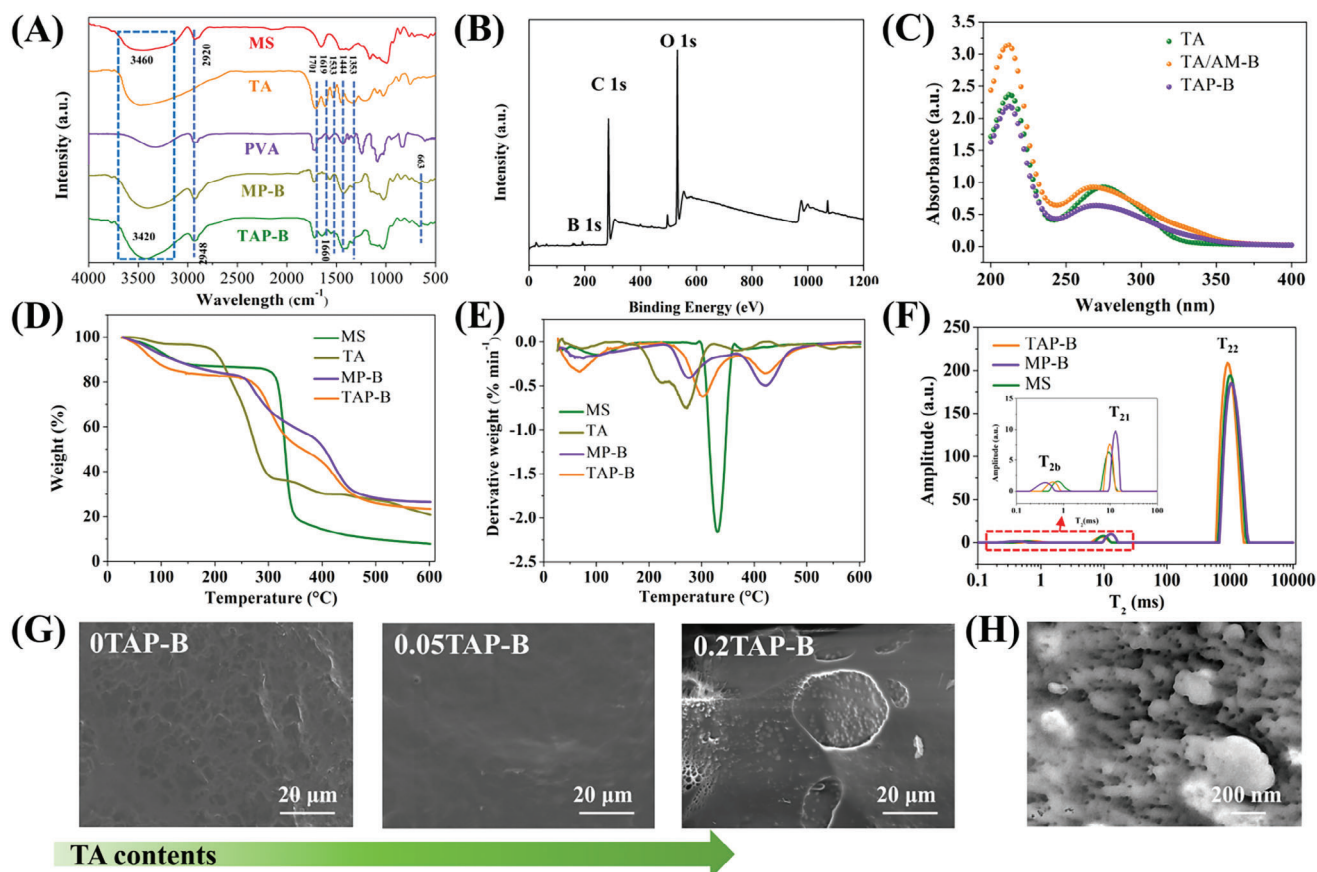 (A)
MS
3460
2920
1701
1619
1533
1444
1353
TA
PVA
663
MP-B
TAP-B
3420
2948
1660
Intensity (a.u.)
4000 3500 3000 2500 2000 1500 1000 500
Wavelength (cm⁻¹)
(B)
O 1s
C 1s
B 1s
Intensity (a.u.)
0 200 400 600 800 1000 1200
Binding Energy (eV)
(C)
TA
TA/AM-B
TAP-B
Absorbance (a.u.)
3.5
3.0
2.5
2.0
1.5
1.0
0.5
0.0
200 250 300 350 400
Wavelength (nm)
(D)
MS
TA
MP-B
TAP-B
Weight (%)
100
80
60
40
20
0
0 100 200 300 400 500 600
Temperature (°C)
(E)
MS
TA
MP-B
TAP-B
Derivative weight (% min⁻¹)
0.0
-0.5
-1.0
-1.5
-2.0
-2.5
0 100 200 300 400 500 600
Temperature (°C)
(F)
TAP-B
MP-B
MS
T₂₂
Amplitude (a.u.)
250
200
150
100
50
0
15
10
5
0
Amplitude (a.u.)
T₂₁
T₂b
0.1 1 10 100
T₂(ms)
0.1 1 10 100 1000 10000
T₂ (ms)
(G)
0TAP-B
20 μm
0.05TAP-B
20 μm
0.2TAP-B
20 μm
TA contents
(H)
200 nm